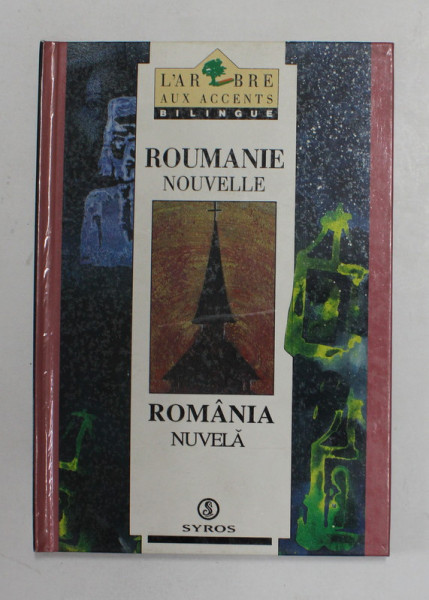 L'ARBRE
AUX ACCENTS
BILINGUE
ROUMANIE
NOUVELLE
ROMÂNIA
NUVELĂ
S
SYROS